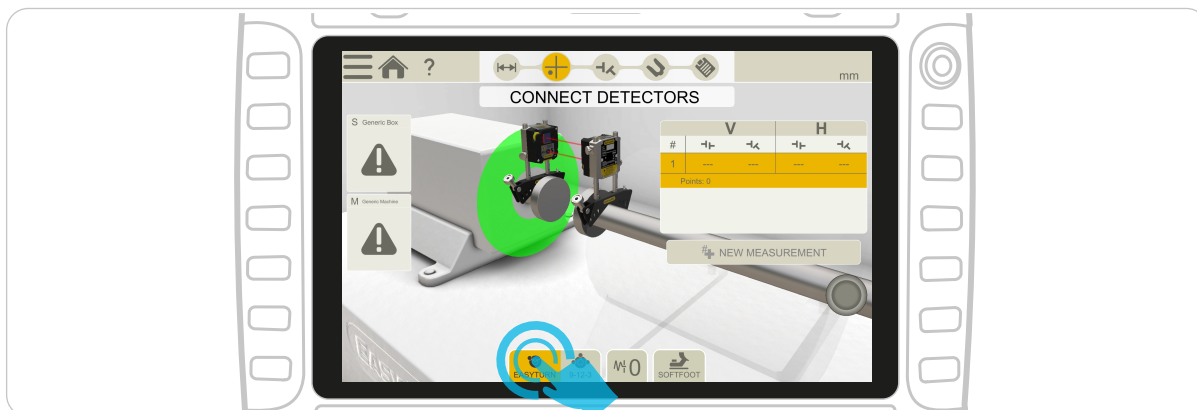 ?
mm
CONNECT DETECTORS
S Generic Box
M Generic Machine
V H
#
1 --- --- --- ---
Points: 0
# NEW MEASUREMENT
EASYTURN
0
SOFTFOOT